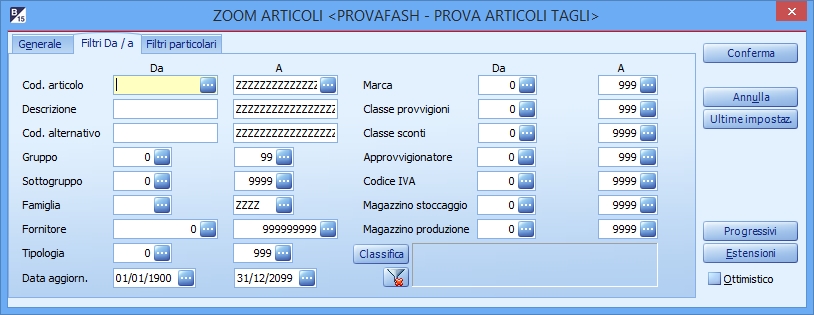 B 15 ZOOM ARTICOLI <PROVAFASH - PROVA ARTICOLI TAGLI>
Generale Filtri Da / a Filtri particolari
Da A Da A
Cod. articolo ZZZZZZZZZZZZZZ Marca 0 999
Descrizione ZZZZZZZZZZZZZZZZZ Classe provvigioni 0 999
Cod. alternativo ZZZZZZZZZZZZZZZZZ Classe sconti 0 9999
Gruppo 0 99 Approvvigionatore 0 999
Sottogruppo 0 9999 Codice IVA 0 9999
Famiglia ZZZZ Magazzino stoccaggio 0 9999
Fornitore 0 999999999 Magazzino produzione 0 9999
Tipologia 0 999 Classifica
Data aggiorn. 01/01/1900 31/12/2099
Conferma
Annulla
Ultime impostaz.
Progressivi
Estensioni
Ottimistico